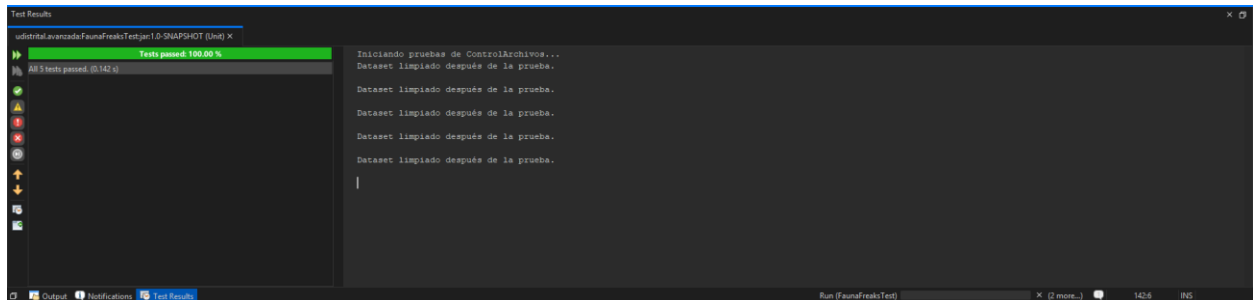 Test Results
udistrital.avanzada:FaunaFreaksTest:jar:1.0-SNAPSHOT (Unit) ×
Tests passed: 100.00 %
All 5 tests passed. (0.142 s)
Iniciando pruebas de ControlArchivos...
Dataset limpiado después de la prueba.
Dataset limpiado después de la prueba.
Dataset limpiado después de la prueba.
Dataset limpiado después de la prueba.
Dataset limpiado después de la prueba.
Output Notifications Test Results Run (FaunaFreaksTest) × (2 more...) 142:6 INS